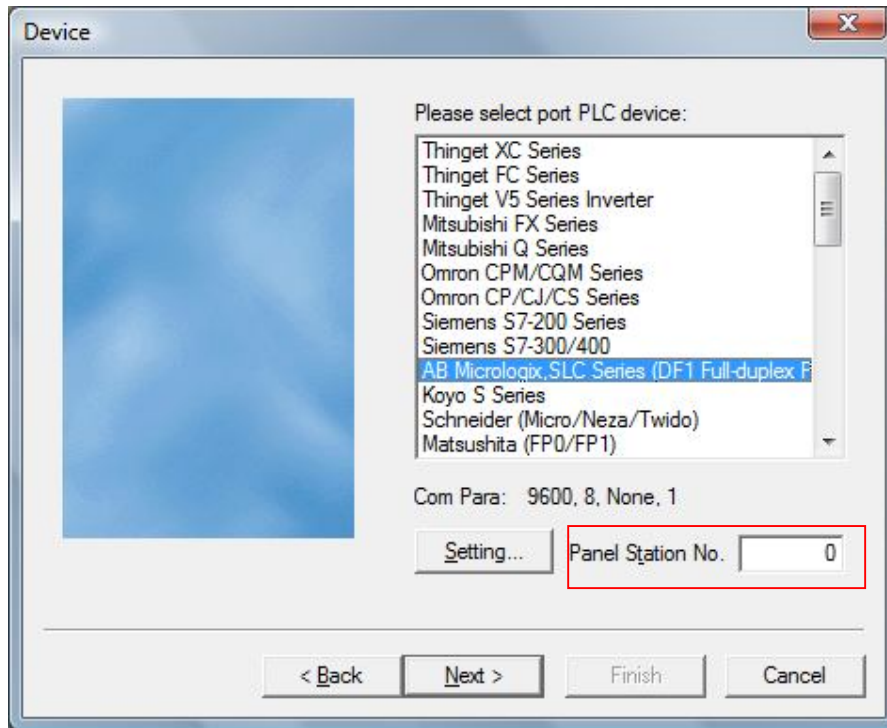 Device
Please select port PLC device:
Thinget XC Series
Thinget FC Series
Thinget V5 Series Inverter
Mitsubishi FX Series
Mitsubishi Q Series
Omron CPM/CQM Series
Omron CP/CJ/CS Series
Siemens S7-200 Series
Siemens S7-300/400
AB Micrologix,SLC Series (DF1 Full-duplex P
Koyo S Series
Schneider (Micro/Neza/Twido)
Matsushita (FP0/FP1)
Com Para: 9600, 8, None, 1
Setting... Panel Station No. 0
< Back Next > Finish Cancel